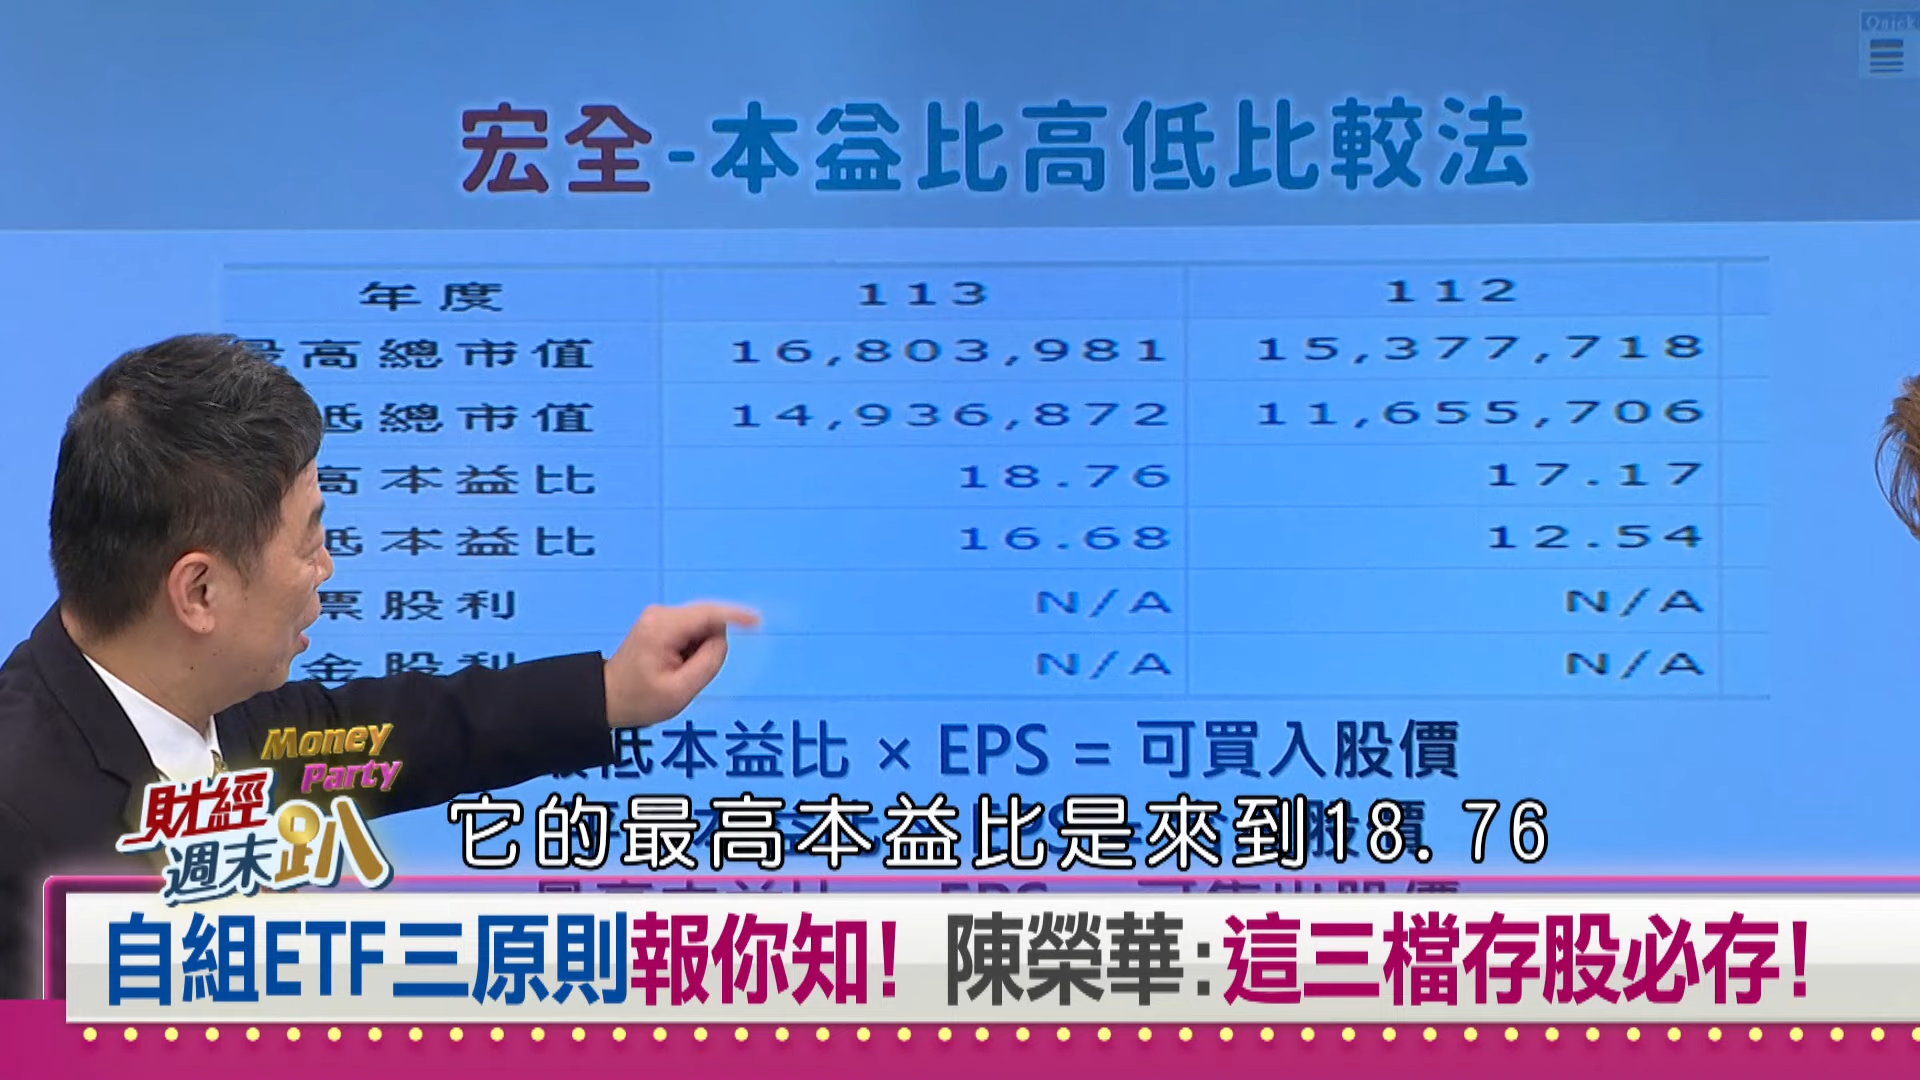 Quick
宏全-本益比高低比較法
年度 113 112
高總市值 16,803,981 15,377,718
低總市值 14,936,872 11,655,706
高本益比 18.76 17.17
低本益比 16.68 12.54
票股利 N/A N/A
金股利 N/A N/A
低本益比 × EPS = 可買入股價
它的最高本益比是來到18.76
Money Party
財經週末趴
自組ETF三原則報你知! 陳榮華:這三檔存股必存!